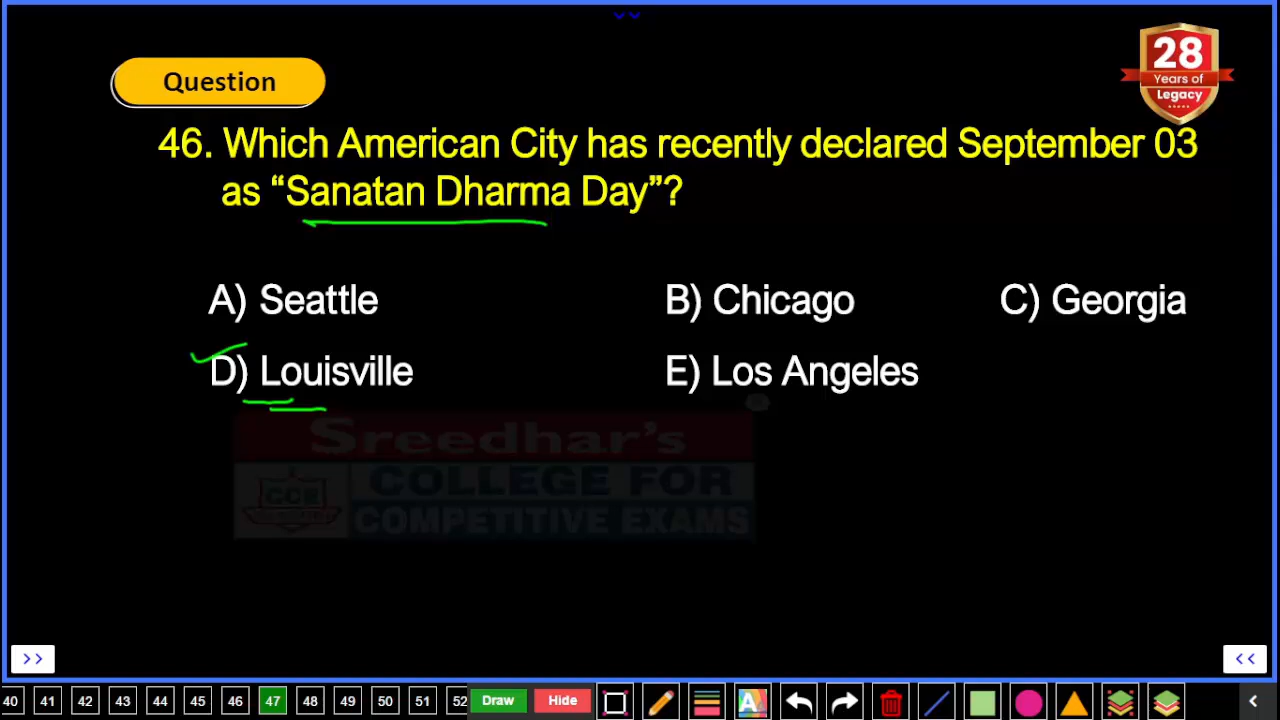 28
Years of
Legacy
Question
46. Which American City has recently declared September 03
as “Sanatan Dharma Day”?
A) Seattle
B) Chicago
C) Georgia
D) Louisville
E) Los Angeles
Sreedhar's
CCE
COLLEGE FOR
COMPETITIVE EXAMS
>>
<<
40 41 42 43 44 45 46 47 48 49 50 51 52 Draw Hide A <